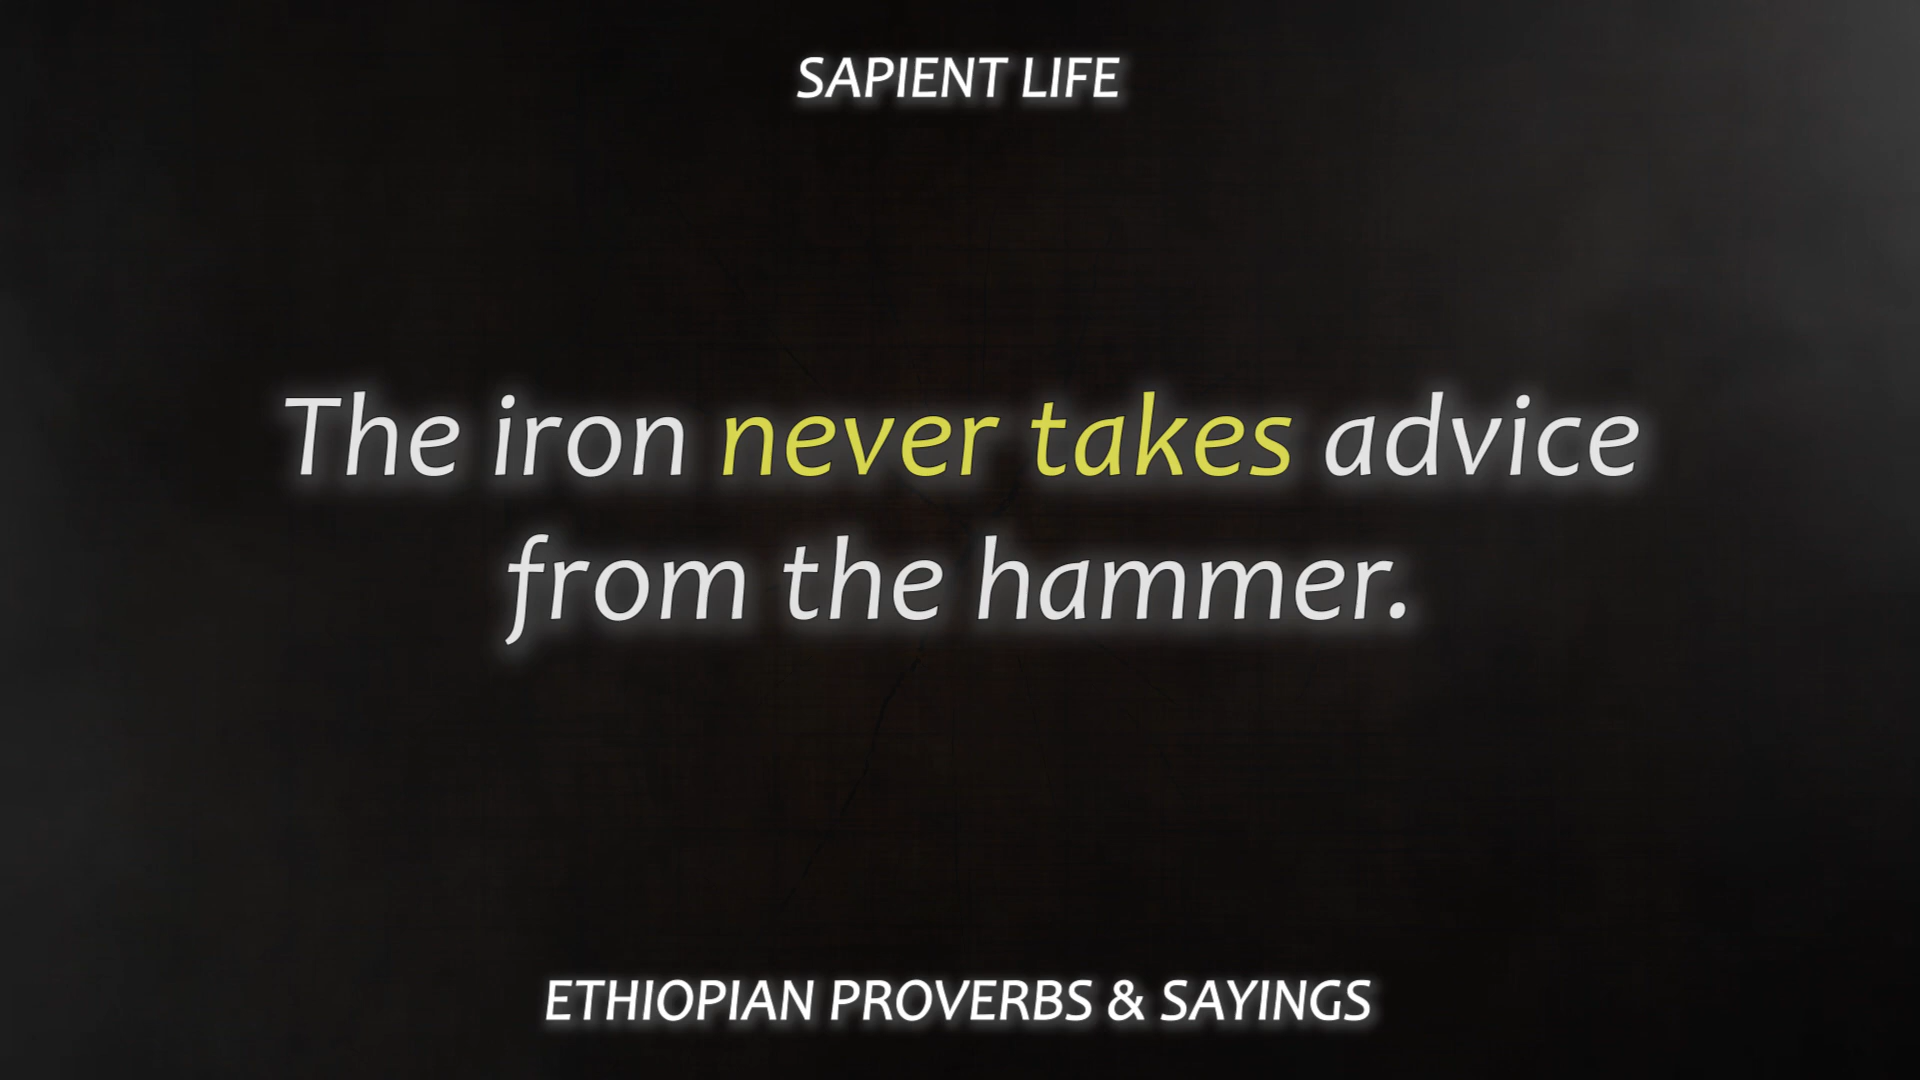 SAPIENT LIFE
The iron never takes advice
from the hammer.
ETHIOPIAN PROVERBS & SAYINGS